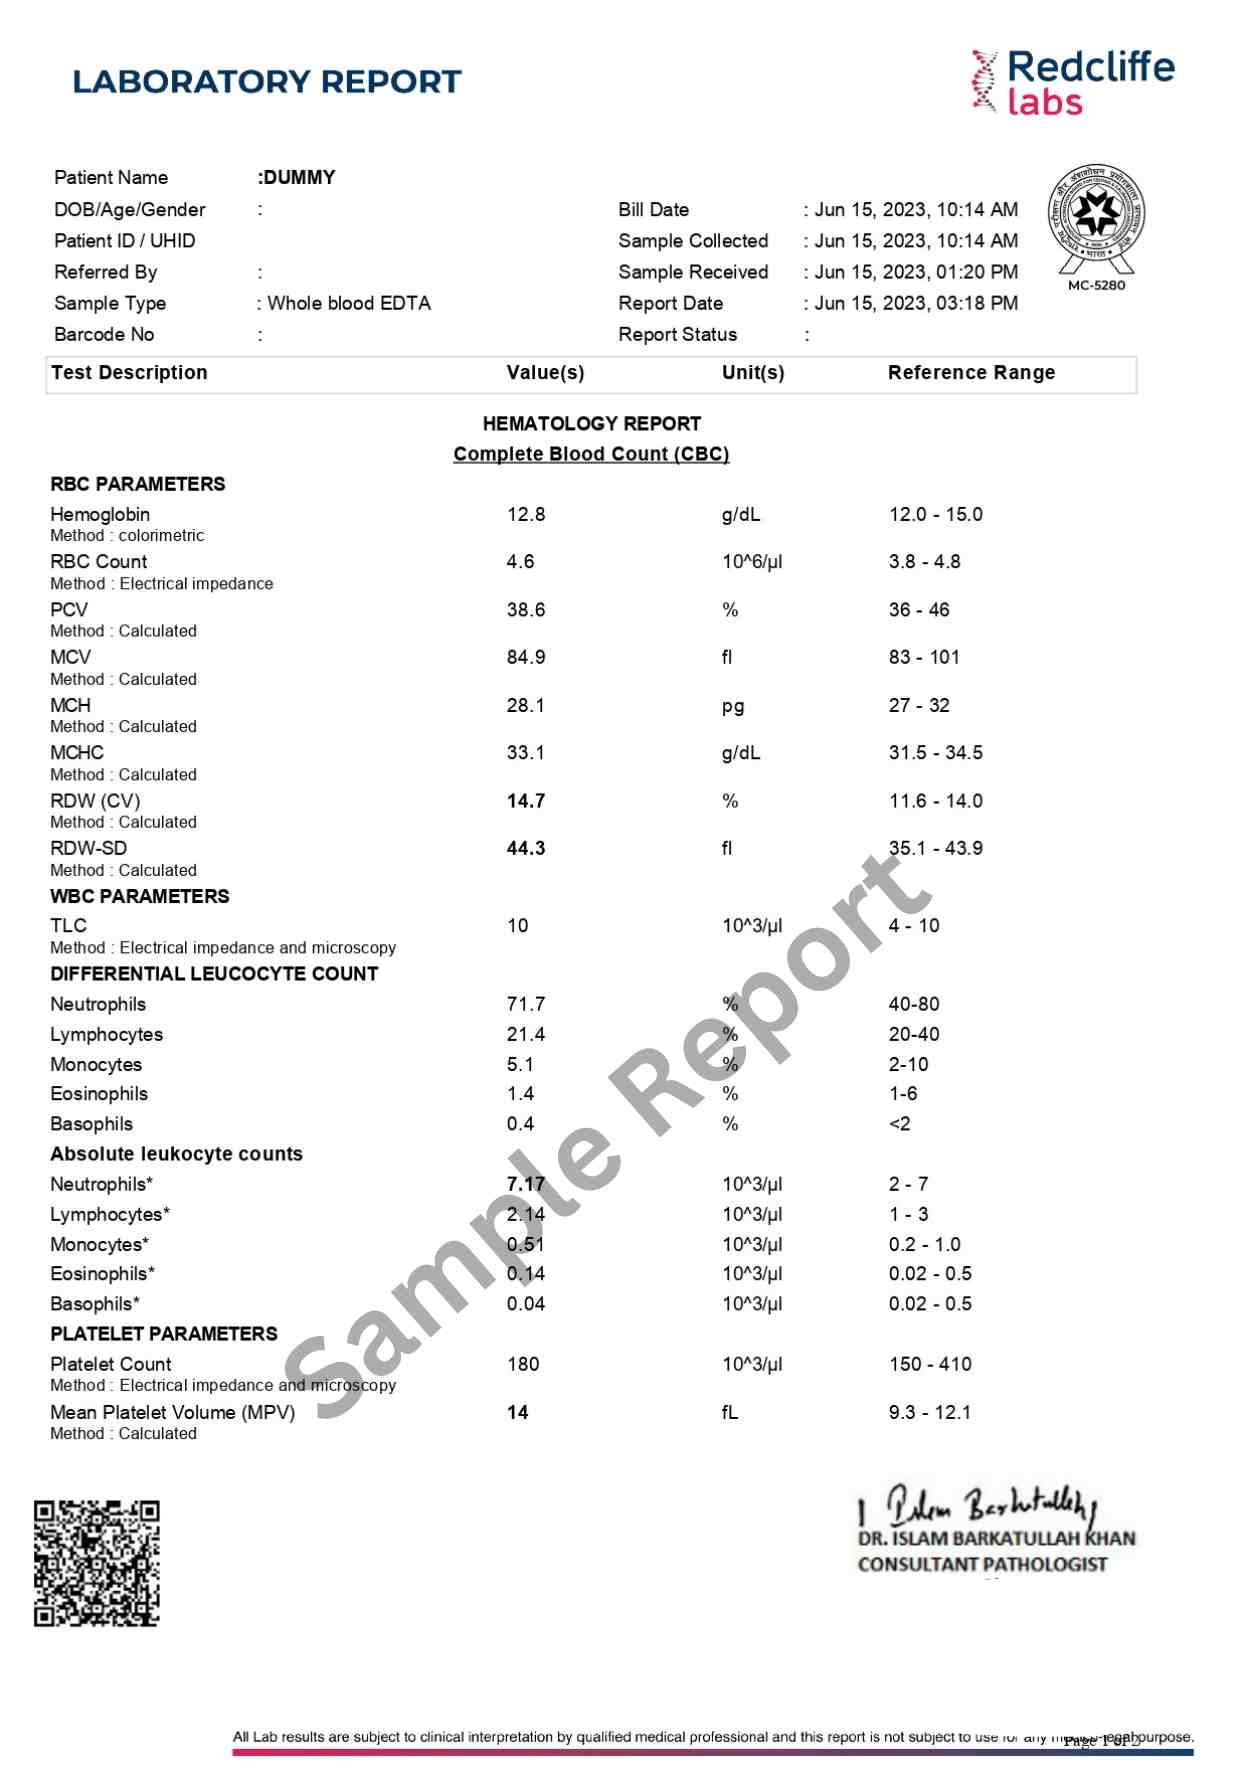 LABORATORY REPORT
Redcliffe
labs
Patient Name :DUMMY
DOB/Age/Gender : Bill Date : Jun 15, 2023, 10:14 AM
Patient ID / UHID Sample Collected : Jun 15, 2023, 10:14 AM
Referred By : Sample Received : Jun 15, 2023, 01:20 PM
Sample Type : Whole blood EDTA Report Date : Jun 15, 2023, 03:18 PM
MC-5280
Barcode No : Report Status :
Test Description Value(s) Unit(s) Reference Range
HEMATOLOGY REPORT
Complete Blood Count (CBC)
RBC PARAMETERS
Hemoglobin 12.8 g/dL 12.0 - 15.0
Method : colorimetric
RBC Count 4.6 10^6/µl 3.8 - 4.8
Method : Electrical impedance
PCV 38.6 % 36 - 46
Method : Calculated
MCV 84.9 fl 83 - 101
Method : Calculated
MCH 28.1 pg 27 - 32
Method : Calculated
MCHC 33.1 g/dL 31.5 - 34.5
Method : Calculated
RDW (CV) 14.7 % 11.6 - 14.0
Method : Calculated
RDW-SD 44.3 fl 35.1 - 43.9
Method : Calculated
WBC PARAMETERS
TLC 10 10^3/µl 4 - 10
Method : Electrical impedance and microscopy
DIFFERENTIAL LEUCOCYTE COUNT
Neutrophils 71.7 % 40-80
Lymphocytes 21.4 % 20-40
Monocytes 5.1 % 2-10
Eosinophils 1.4 % 1-6
Basophils 0.4 % <2
Absolute leukocyte counts
Neutrophils* 7.17 10^3/µl 2 - 7
Lymphocytes* 2.14 10^3/µl 1 - 3
Monocytes* 0.51 10^3/µl 0.2 - 1.0
Eosinophils* 0.14 10^3/µl 0.02 - 0.5
Basophils* 0.04 10^3/µl 0.02 - 0.5
PLATELET PARAMETERS
Platelet Count 180 10^3/µl 150 - 410
Method : Electrical impedance and microscopy
Mean Platelet Volume (MPV) 14 fL 9.3 - 12.1
Method : Calculated
Sample Report
DR. ISLAM BARKATULLAH KHAN
CONSULTANT PATHOLOGIST
All Lab results are subject to clinical interpretation by qualified medical professional and this report is not subject to use for any medico-legal purpose.
Page 1 of 2